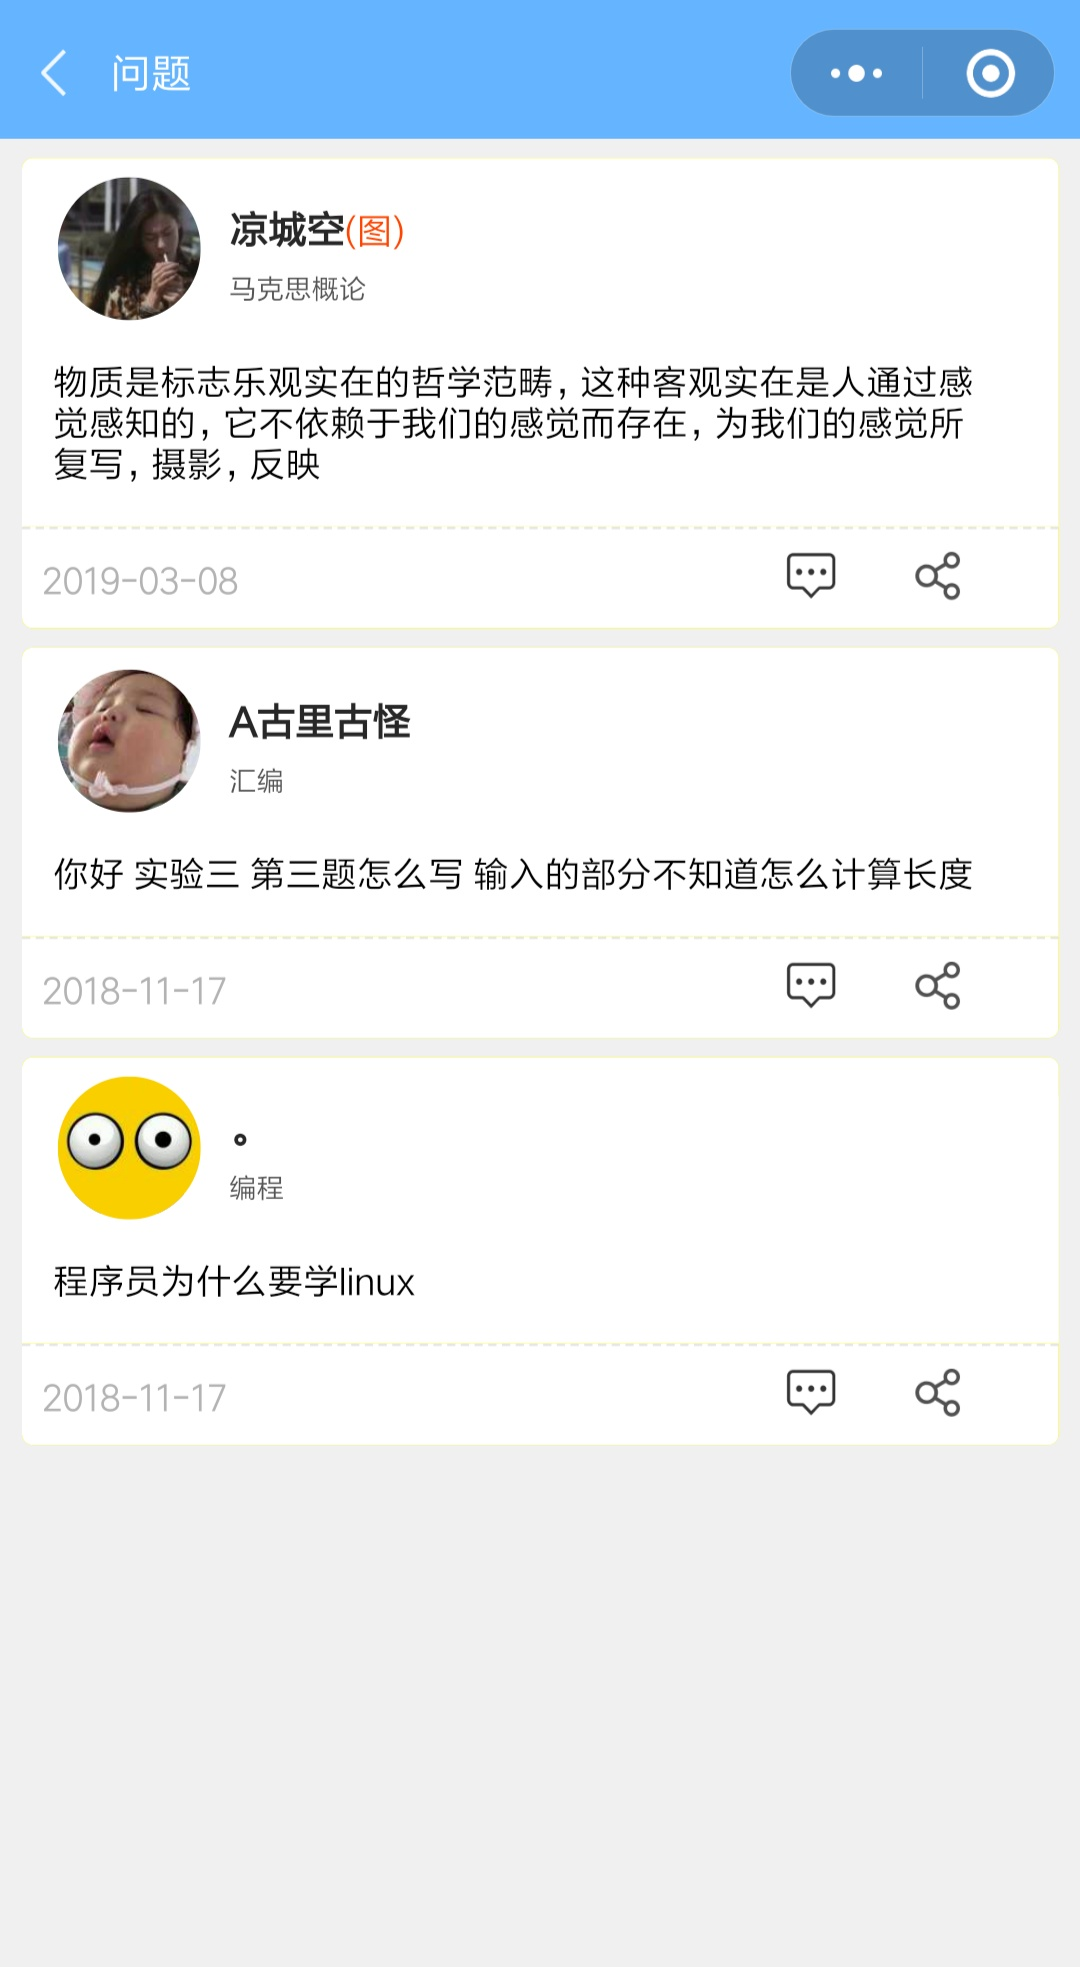 问题
凉城空(图)
马克思概论
物质是标志乐观实在的哲学范畴, 这种客观实在是人通过感
觉感知的, 它不依赖于我们的感觉而存在, 为我们的感觉所
复写, 摄影, 反映
2019-03-08
A古里古怪
汇编
你好 实验三 第三题怎么写 输入的部分不知道怎么计算长度
2018-11-17
。
编程
程序员为什么要学linux
2018-11-17